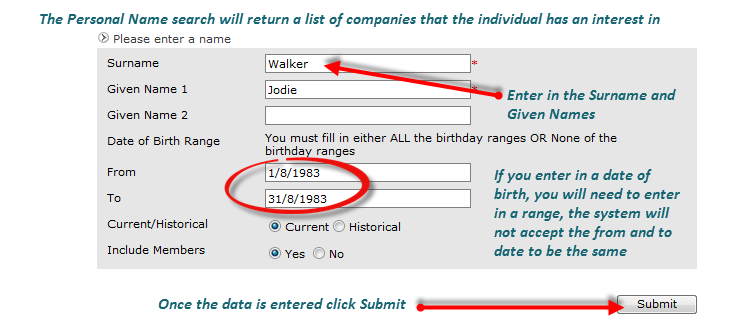 The Personal Name search will return a list of companies that the individual has an interest in
Please enter a name
Surname
Walker
*
Given Name 1
Jodie
*
Enter in the Surname and
Given Names
Given Name 2
Date of Birth Range
You must fill in either ALL the birthday ranges OR None of the
birthday ranges
From
1/8/1983
To
31/8/1983
If you enter in a date of
birth, you will need to enter
in a range, the system will
not accept the from and to
date to be the same
Current/Historical
Current Historical
Include Members
Yes No
Once the data is entered click Submit
Submit